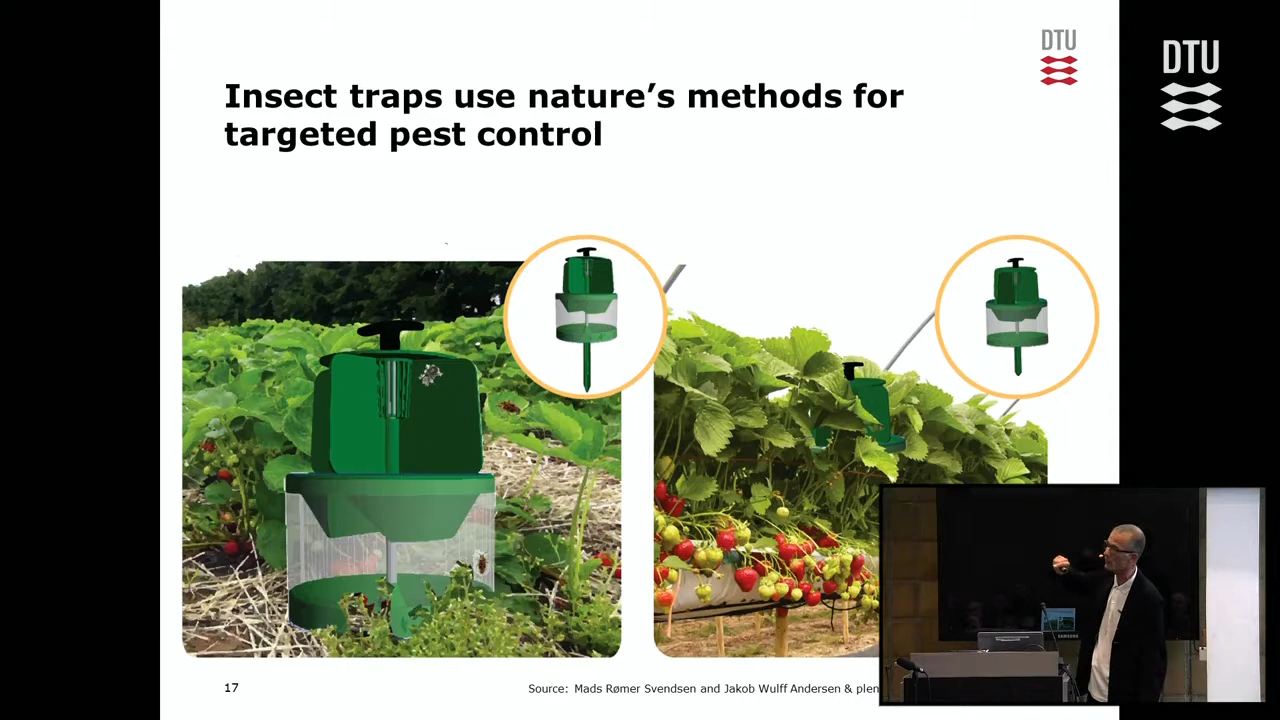 DTU
DTU
Insect traps use nature's methods for
targeted pest control
SAMSUNG
17
Source: Mads Rømer Svendsen and Jakob Wulff Andersen & plen